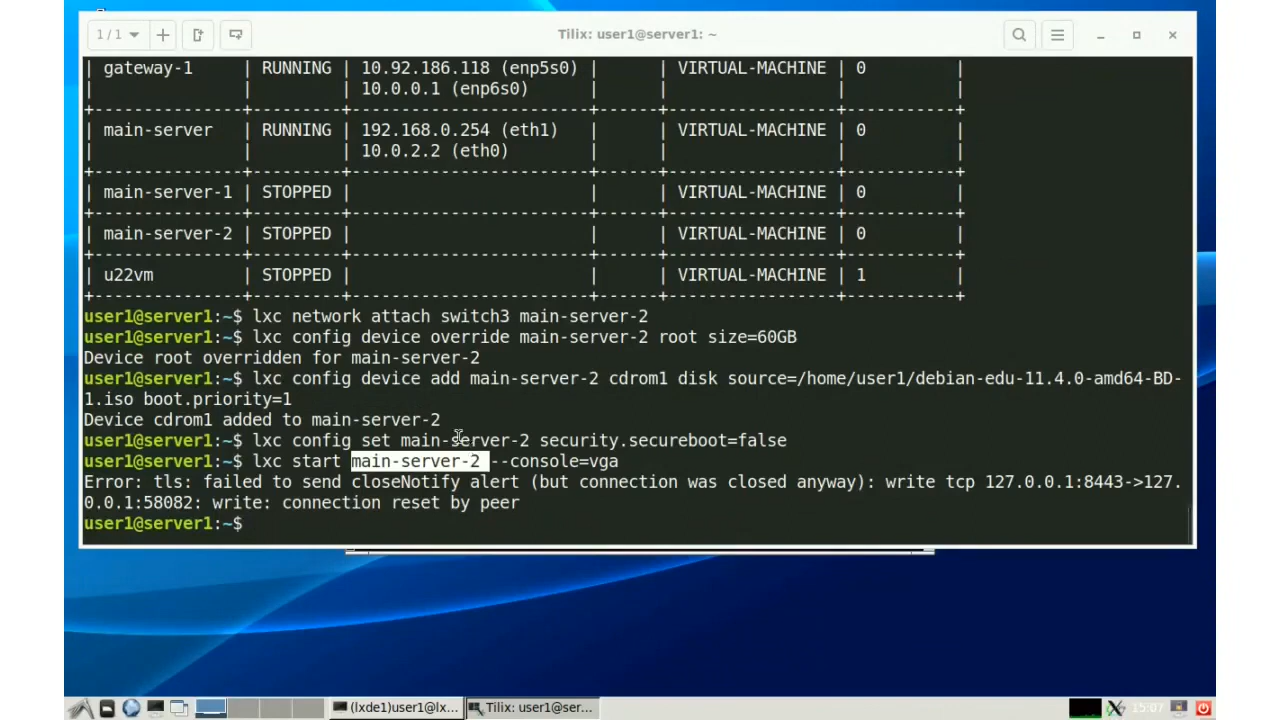 1 / 1
Tilix: user1@server1: ~
| gateway-1     | RUNNING | 10.92.186.118 (enp5s0) |      | VIRTUAL-MACHINE | 0         |
|               |         | 10.0.0.1 (enp6s0)      |      |                 |           |
+---------------+---------+------------------------+------+-----------------+-----------+
| main-server   | RUNNING | 192.168.0.254 (eth1)   |      | VIRTUAL-MACHINE | 0         |
|               |         | 10.0.2.2 (eth0)        |      |                 |           |
+---------------+---------+------------------------+------+-----------------+-----------+
| main-server-1 | STOPPED |                        |      | VIRTUAL-MACHINE | 0         |
+---------------+---------+------------------------+------+-----------------+-----------+
| main-server-2 | STOPPED |                        |      | VIRTUAL-MACHINE | 0         |
+---------------+---------+------------------------+------+-----------------+-----------+
| u22vm         | STOPPED |                        |      | VIRTUAL-MACHINE | 1         |
+---------------+---------+------------------------+------+-----------------+-----------+
user1@server1:~$ lxc network attach switch3 main-server-2
user1@server1:~$ lxc config device override main-server-2 root size=60GB
Device root overridden for main-server-2
user1@server1:~$ lxc config device add main-server-2 cdrom1 disk source=/home/user1/debian-edu-11.4.0-amd64-BD-
1.iso boot.priority=1
Device cdrom1 added to main-server-2
user1@server1:~$ lxc config set main-server-2 security.secureboot=false
user1@server1:~$ lxc start main-server-2 --console=vga
Error: tls: failed to send closeNotify alert (but connection was closed anyway): write tcp 127.0.0.1:8443->127.
0.0.1:58082: write: connection reset by peer
user1@server1:~$
(lxde1)user1@lx... Tilix: user1@ser... 15:07